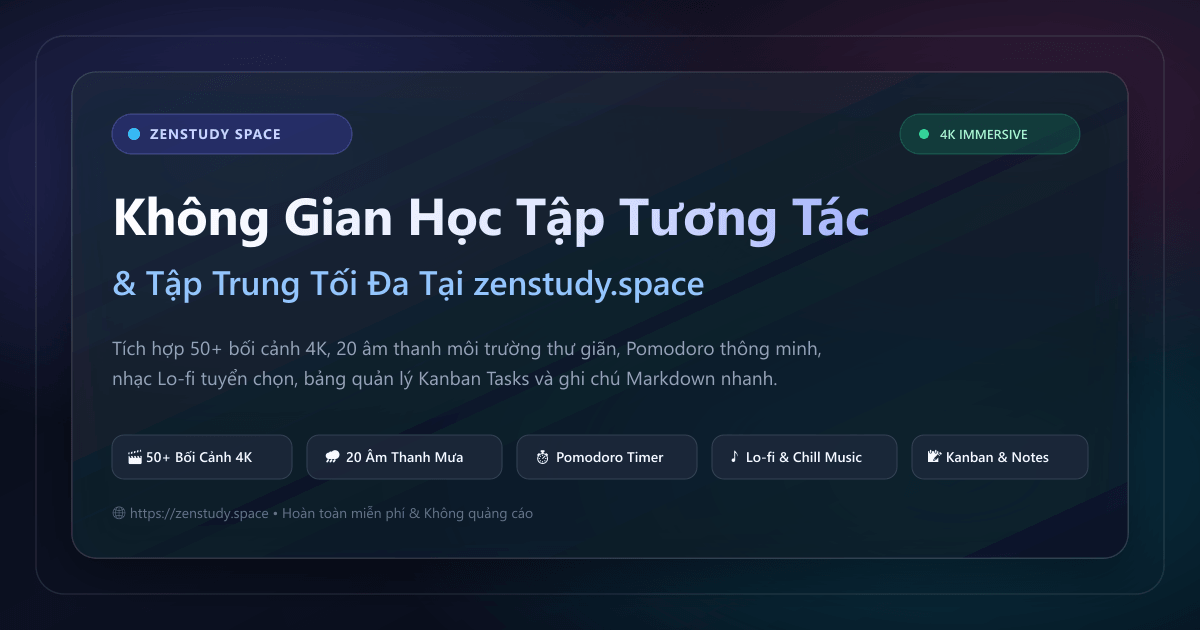 ZENSTUDY SPACE
4K IMMERSIVE
Không Gian Học Tập Tương Tác
& Tập Trung Tối Đa Tại zenstudy.space
Tích hợp 50+ bối cảnh 4K, 20 âm thanh môi trường thư giãn, Pomodoro thông minh,
nhạc Lo-fi tuyển chọn, bảng quản lý Kanban Tasks và ghi chú Markdown nhanh.
50+ Bối Cảnh 4K
20 Âm Thanh Mưa
Pomodoro Timer
Lo-fi & Chill Music
Kanban & Notes
https://zenstudy.space • Hoàn toàn miễn phí & Không quảng cáo